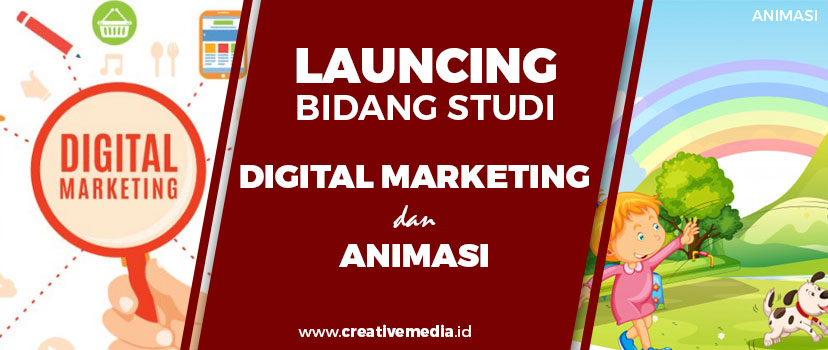 DIGITAL
MARKETING
LAUNCING
BIDANG STUDI
DIGITAL MARKETING
dan
ANIMASI
www.creativemedia.id
ANIMASI